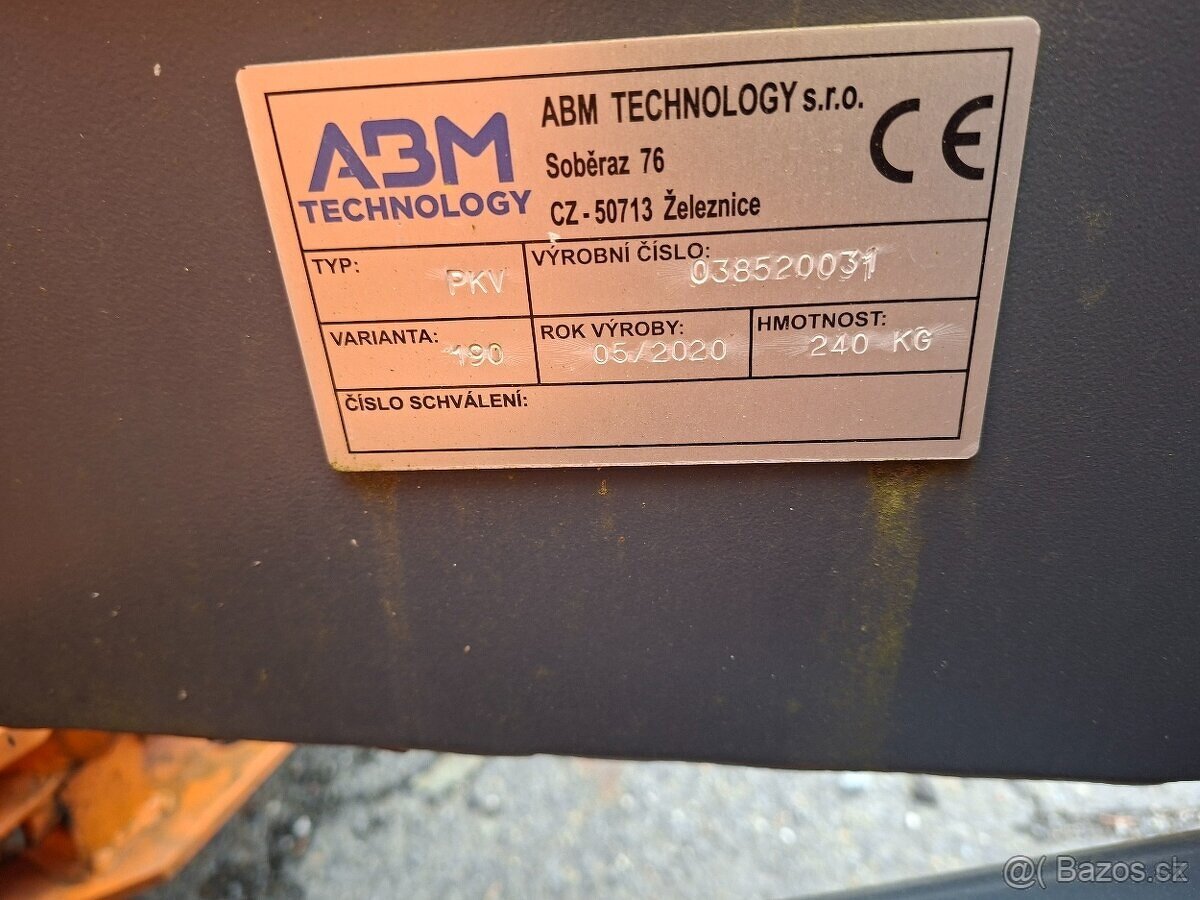 ABM
TECHNOLOGY
ABM TECHNOLOGY s.r.o.
Soběraz 76
CZ - 50713 Železnice
CE
TYP: PKV
VÝROBNÍ ČÍSLO: 038520031
VARIANTA: 190
ROK VÝROBY: 05/2020
HMOTNOST: 240 KG
ČÍSLO SCHVÁLENÍ:
@( Bazos.sk